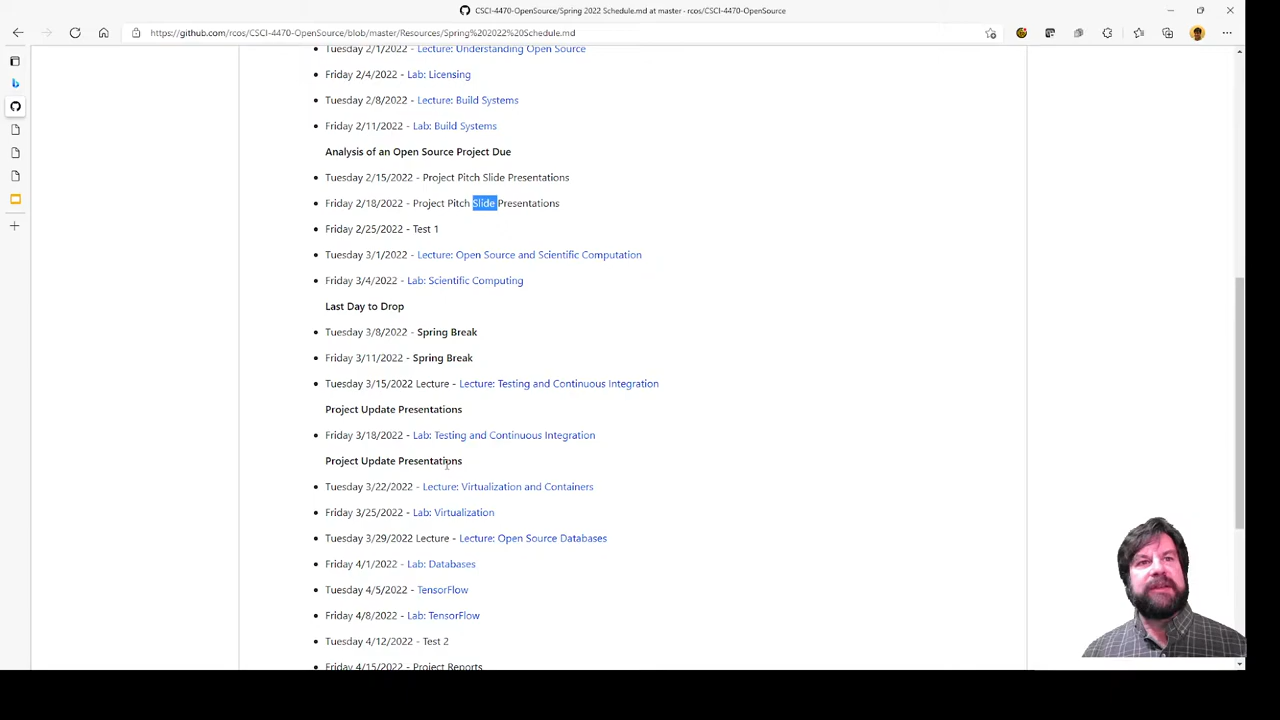 CSCI-4470-OpenSource/Spring 2022 Schedule.md at master - rcos/CSCI-4470-OpenSource
https://github.com/rcos/CSCI-4470-OpenSource/blob/master/Resources/Spring%202022%20Schedule.md
Tuesday 2/1/2022 - Lecture: Understanding Open Source
Friday 2/4/2022 - Lab: Licensing
Tuesday 2/8/2022 - Lecture: Build Systems
Friday 2/11/2022 - Lab: Build Systems
Analysis of an Open Source Project Due
Tuesday 2/15/2022 - Project Pitch Slide Presentations
Friday 2/18/2022 - Project Pitch Slide Presentations
Friday 2/25/2022 - Test 1
Tuesday 3/1/2022 - Lecture: Open Source and Scientific Computation
Friday 3/4/2022 - Lab: Scientific Computing
Last Day to Drop
Tuesday 3/8/2022 - Spring Break
Friday 3/11/2022 - Spring Break
Tuesday 3/15/2022 Lecture - Lecture: Testing and Continuous Integration
Project Update Presentations
Friday 3/18/2022 - Lab: Testing and Continuous Integration
Project Update Presentations
Tuesday 3/22/2022 - Lecture: Virtualization and Containers
Friday 3/25/2022 - Lab: Virtualization
Tuesday 3/29/2022 Lecture - Lecture: Open Source Databases
Friday 4/1/2022 - Lab: Databases
Tuesday 4/5/2022 - TensorFlow
Friday 4/8/2022 - Lab: TensorFlow
Tuesday 4/12/2022 - Test 2
Friday 4/15/2022 - Project Reports